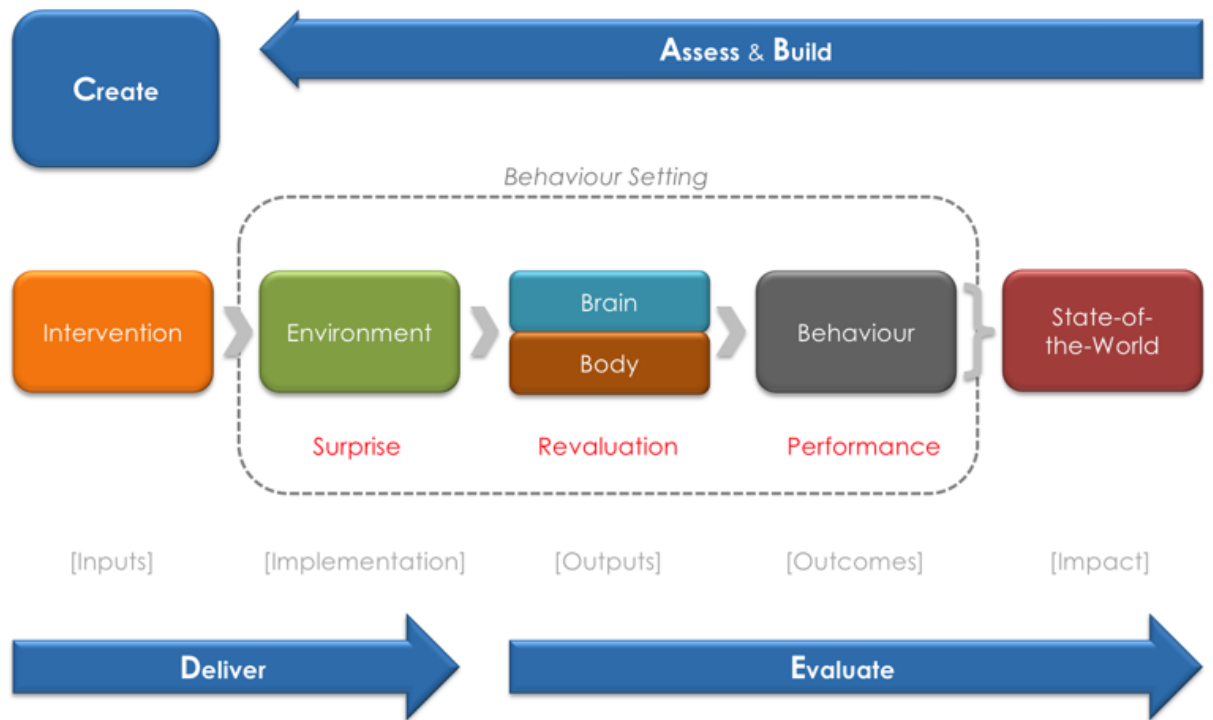 Create
Assess & Build
Behaviour Setting
Intervention
Environment
Brain
Body
Behaviour
State-of-
the-World
Surprise
Revaluation
Performance
[Inputs]
[Implementation]
[Outputs]
[Outcomes]
[Impact]
Deliver
Evaluate